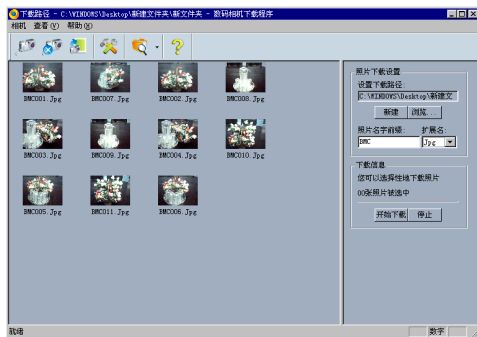 下载路径 - C:\WINDOWS\Desktop\新建文件夹\新文件夹 - 数码相机下载程序
相机 查看(V) 帮助(H)
BMC001.Jpg BMC007.Jpg BMC002.Jpg BMC008.Jpg
BMC003.Jpg BMC009.Jpg BMC004.Jpg BMC010.Jpg
BMC005.Jpg BMC011.Jpg BMC006.Jpg
照片下载设置
设置下载路径:
C:\WINDOWS\Desktop\新建文
新建 浏览...
照片名字前缀: 扩展名:
BMC Jpg
下载信息
您可以选择性地下载照片
00张照片被选中
开始下载 停止
就绪 数字